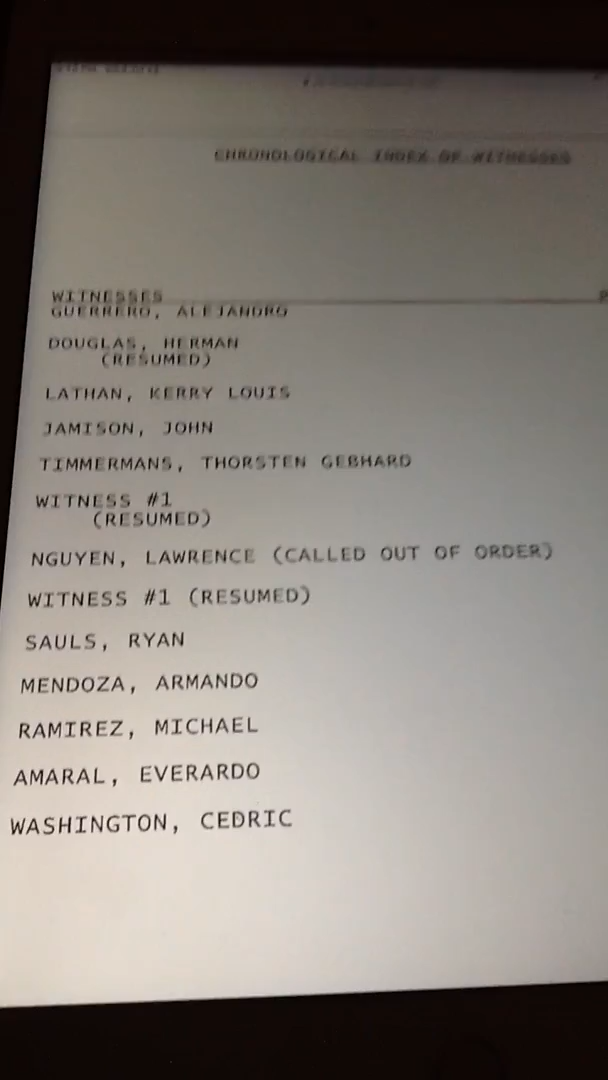 CHRONOLOGICAL INDEX OF WITNESSES
WITNESSES
GUERRERO, ALEJANDRO
DOUGLAS, HERMAN
(RESUMED)
LATHAN, KERRY LOUIS
JAMISON, JOHN
TIMMERMANS, THORSTEN GEBHARD
WITNESS #1
(RESUMED)
NGUYEN, LAWRENCE (CALLED OUT OF ORDER)
WITNESS #1 (RESUMED)
SAULS, RYAN
MENDOZA, ARMANDO
RAMIREZ, MICHAEL
AMARAL, EVERARDO
WASHINGTON, CEDRIC